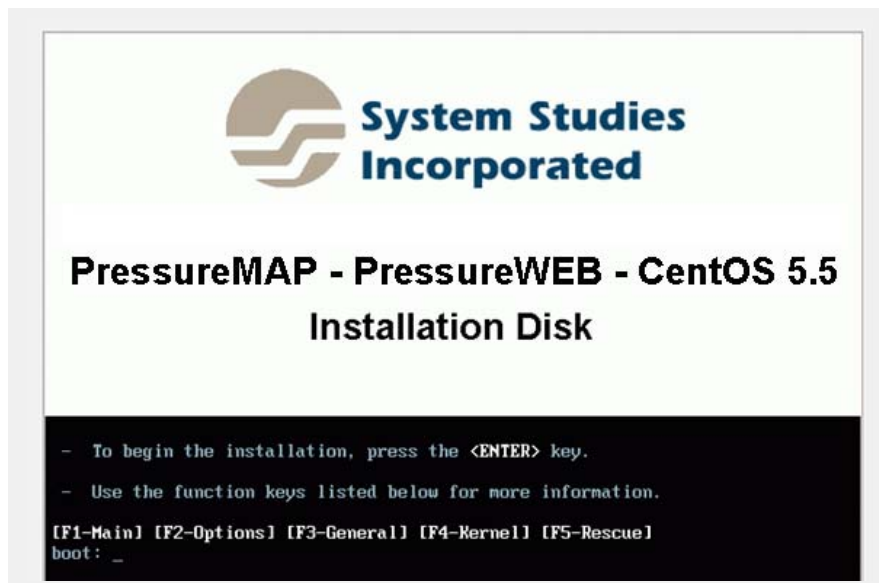 System Studies
Incorporated
PressureMAP - PressureWEB - CentOS 5.5
Installation Disk
- To begin the installation, press the <ENTER> key.
- Use the function keys listed below for more information.
[F1-Main] [F2-Options] [F3-General] [F4-Kernel] [F5-Rescue]
boot: _